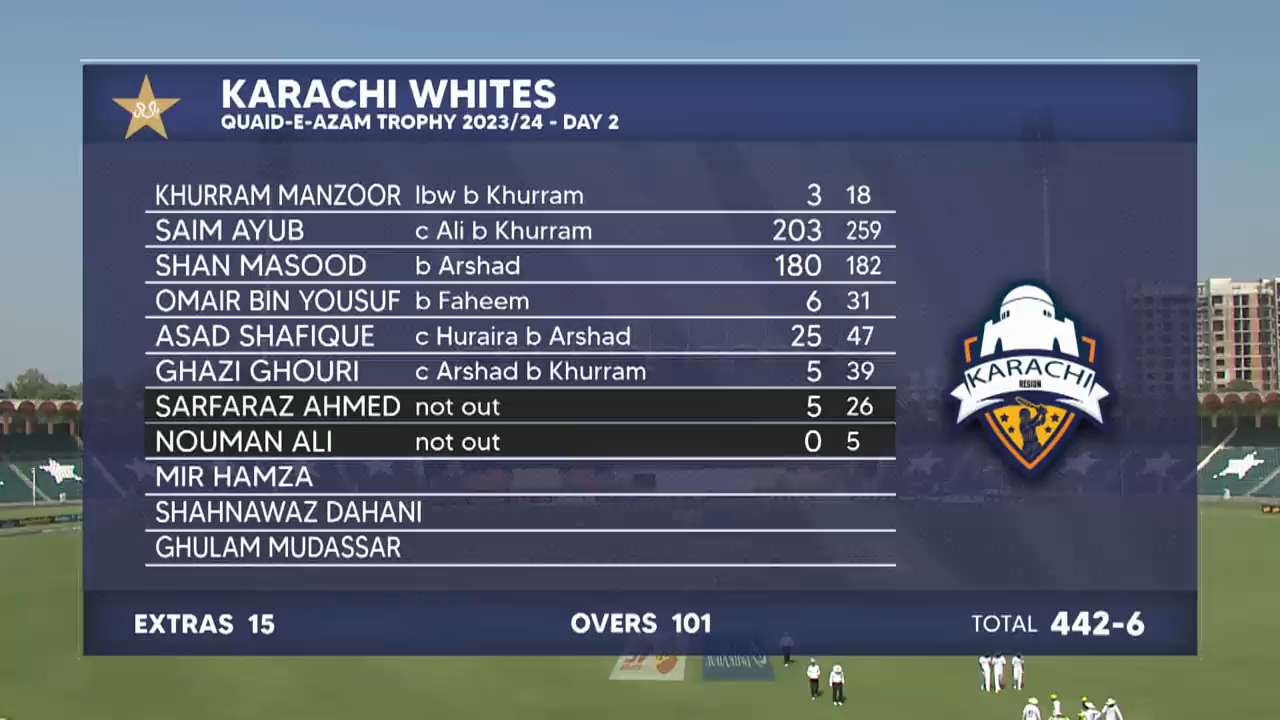 KARACHI WHITES
QUAID-E-AZAM TROPHY 2023/24 - DAY 2
KHURRAM MANZOOR lbw b Khurram 3 18
SAIM AYUB c Ali b Khurram 203 259
SHAN MASOOD b Arshad 180 182
OMAIR BIN YOUSUF b Faheem 6 31
ASAD SHAFIQUE c Huraira b Arshad 25 47
GHAZI GHOURI c Arshad b Khurram 5 39
SARFARAZ AHMED not out 5 26
NOUMAN ALI not out 0 5
MIR HAMZA
SHAHNAWAZ DAHANI
GHULAM MUDASSAR
KARACHI
REGION
EXTRAS 15 OVERS 101 TOTAL 442-6